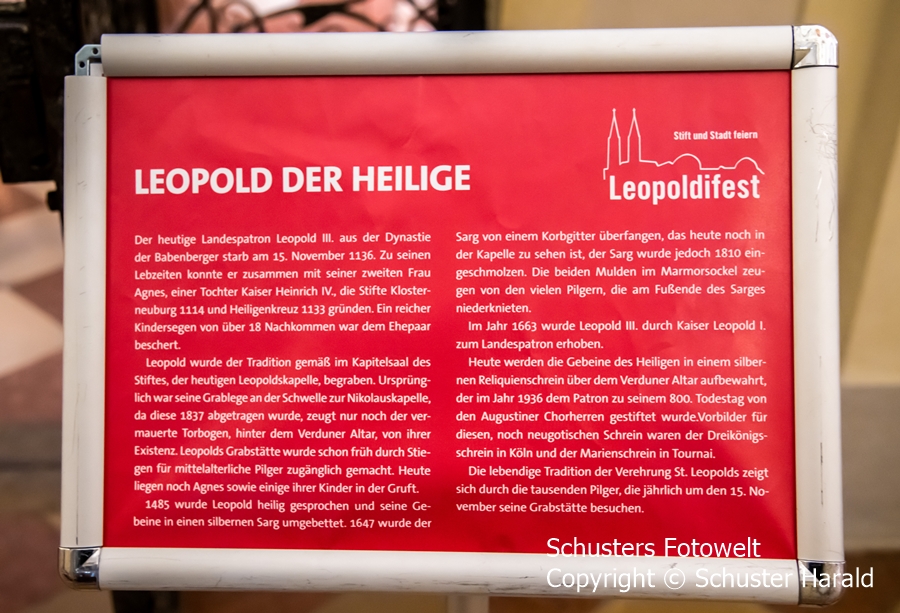 Stift und Stadt feiern
Leopoldifest
LEOPOLD DER HEILIGE
Der heutige Landespatron Leopold III. aus der Dynastie
der Babenberger starb am 15. November 1136. Zu seinen
Lebzeiten konnte er zusammen mit seiner zweiten Frau
Agnes, einer Tochter Kaiser Heinrich IV., die Stifte Kloster-
neuburg 1114 und Heiligenkreuz 1133 gründen. Ein reicher
Kindersegen von über 18 Nachkommen war dem Ehepaar
beschert.
Leopold wurde der Tradition gemäß im Kapitelsaal des
Stiftes, der heutigen Leopoldskapelle, begraben. Ursprüng-
lich war seine Grablege an der Schwelle zur Nikolauskapelle,
da diese 1837 abgetragen wurde, zeugt nur noch der ver-
mauerte Torbogen, hinter dem Verduner Altar, von ihrer
Existenz. Leopolds Grabstätte wurde schon früh durch Stie-
gen für mittelalterliche Pilger zugänglich gemacht. Heute
liegen noch Agnes sowie einige ihrer Kinder in der Gruft.
1485 wurde Leopold heilig gesprochen und seine Ge-
beine in einen silbernen Sarg umgebettet. 1647 wurde der
Sarg von einem Korbgitter überfangen, das heute noch in
der Kapelle zu sehen ist, der Sarg wurde jedoch 1810 ein-
geschmolzen. Die beiden Mulden im Marmorsockel zeu-
gen von den vielen Pilgern, die am Fußende des Sarges
niederknieten.
Im Jahr 1663 wurde Leopold III. durch Kaiser Leopold I.
zum Landespatron erhoben.
Heute werden die Gebeine des Heiligen in einem silber-
nen Reliquienschrein über dem Verduner Altar aufbewahrt,
der im Jahr 1936 dem Patron zu seinem 800. Todestag von
den Augustiner Chorherren gestiftet wurde.Vorbilder für
diesen, noch neugotischen Schrein waren der Dreikönigs-
schrein in Köln und der Marienschrein in Tournai.
Die lebendige Tradition der Verehrung St. Leopolds zeigt
sich durch die tausenden Pilger, die jährlich um den 15. No-
vember seine Grabstätte besuchen.
Schusters Fotowelt
Copyright © Schuster Harald